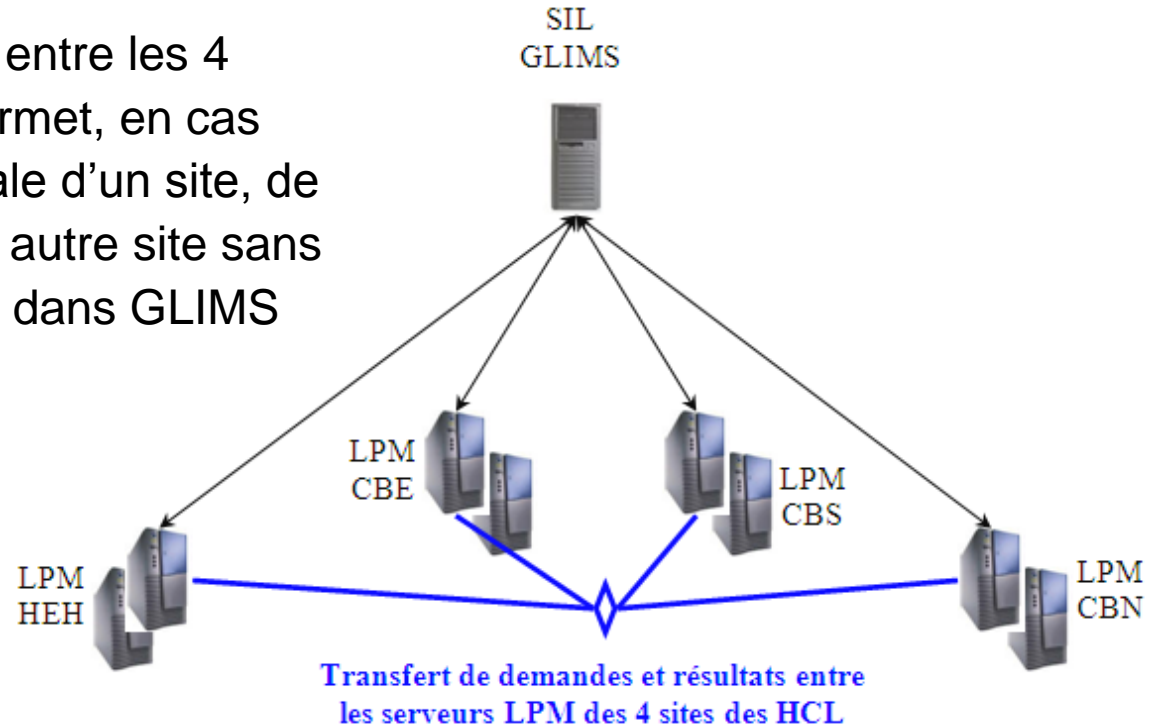 entre les 4
rmet, en cas
ale d'un site, de
autre site sans
dans GLIMS
SIL
GLIMS
LPM
CBE
LPM
CBS
LPM
HEH
LPM
CBN
Transfert de demandes et résultats entre
les serveurs LPM des 4 sites des HCL